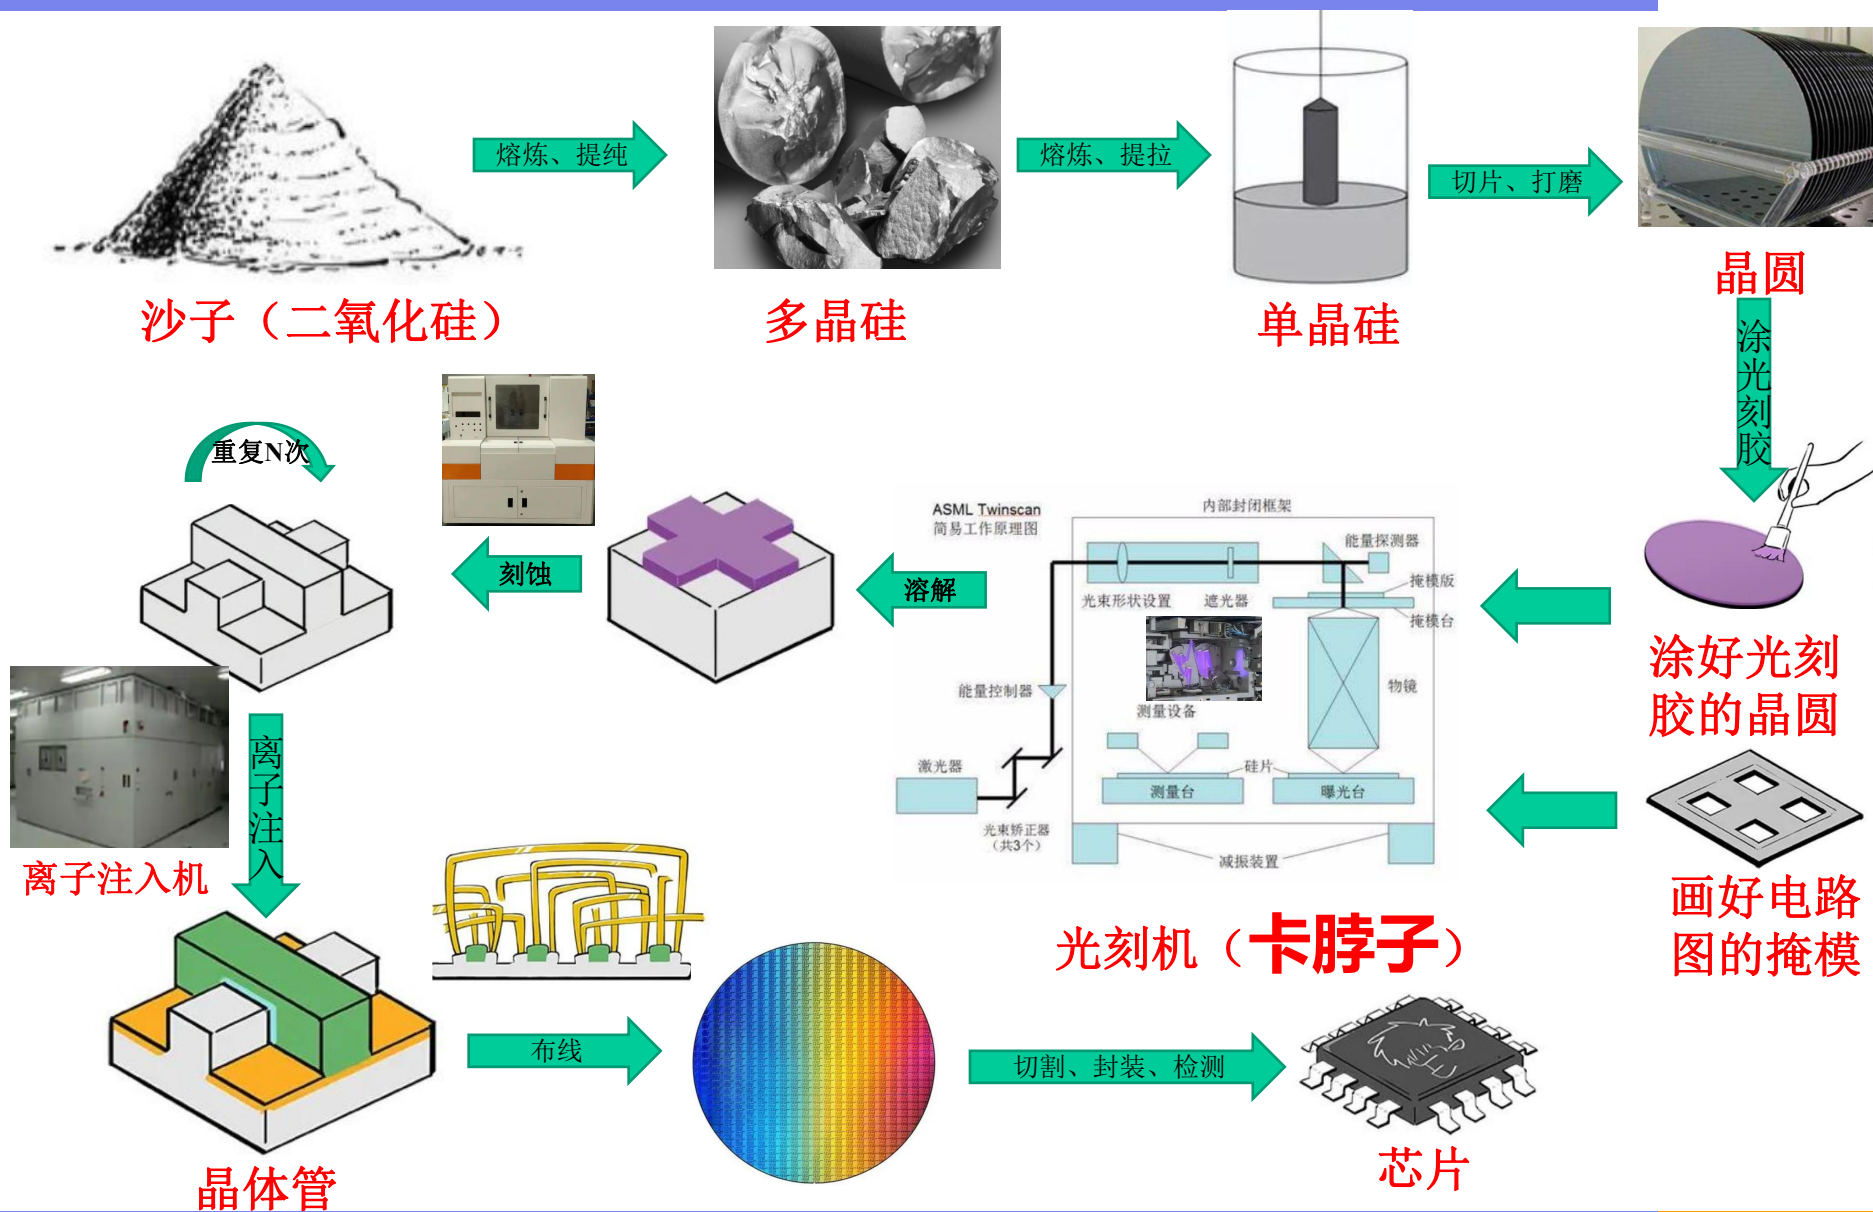 熔炼、提纯
熔炼、提拉
切片、打磨
沙子（二氧化硅）
多晶硅
单晶硅
晶圆
涂光刻胶
涂好光刻
胶的晶圆
画好电路
图的掩模
ASML Twinscan
简易工作原理图
内部封闭框架
能量探测器
光束形状设置
遮光器
掩模版
掩模台
能量控制器
测量设备
物镜
激光器
硅片
测量台
曝光台
光束矫正器
（共3个）
减振装置
光刻机（卡脖子）
溶解
刻蚀
重复N次
离子注入
离子注入机
晶体管
布线
切割、封装、检测
芯片